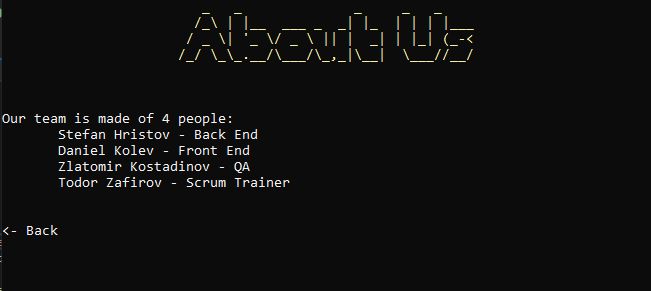 About Us
Our team is made of 4 people:
Stefan Hristov - Back End
Daniel Kolev - Front End
Zlatomir Kostadinov - QA
Todor Zafirov - Scrum Trainer
<- Back